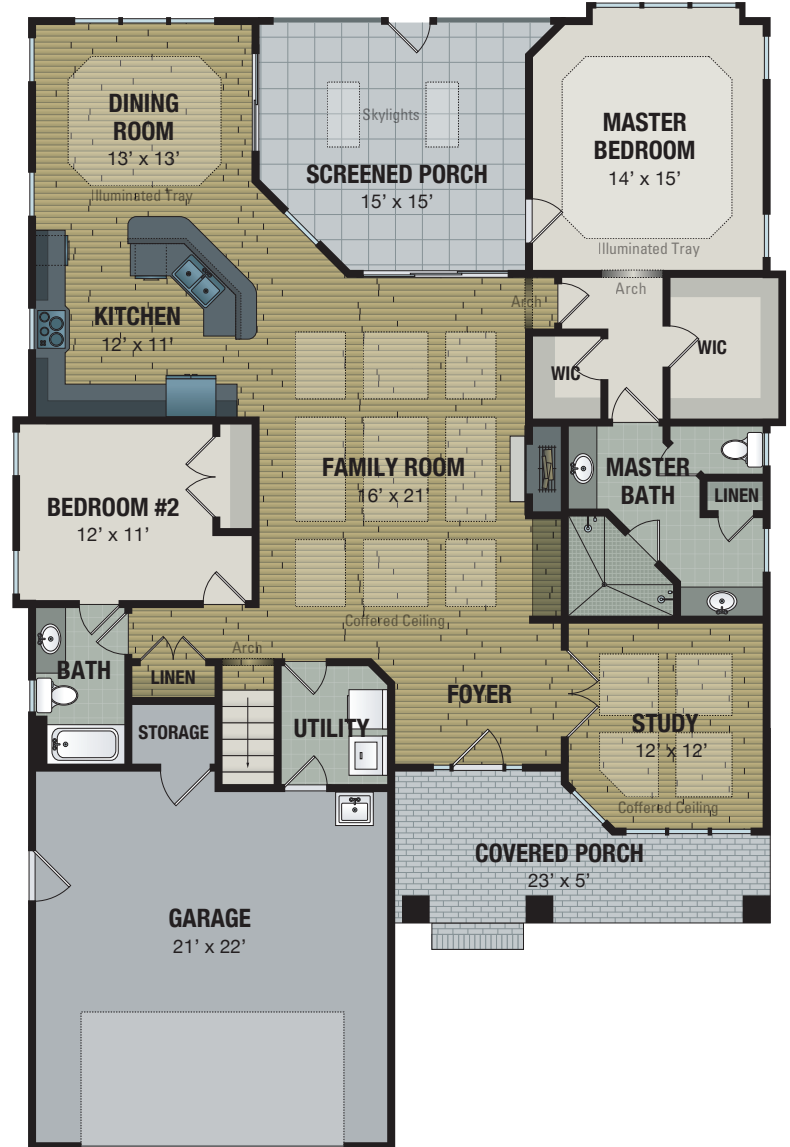 DINING
ROOM
13’ x 13’
Illuminated Tray
Skylights
SCREENED PORCH
15’ x 15’
MASTER
BEDROOM
14’ x 15’
Illuminated Tray
KITCHEN
12’ x 11’
Arch
Arch
WIC
WIC
FAMILY ROOM
16’ x 21’
Coffered Ceiling
MASTER
BATH
LINEN
BEDROOM #2
12’ x 11’
BATH
LINEN
Arch
STORAGE
UTILITY
FOYER
STUDY
12’ x 12’
Coffered Ceiling
COVERED PORCH
23’ x 5’
GARAGE
21’ x 22’